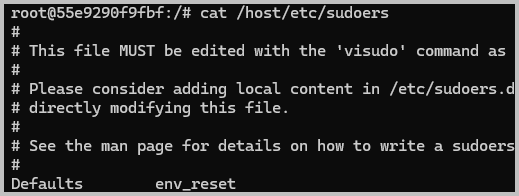 root@55e9290f9fbf:/# cat /host/etc/sudoers
#
# This file MUST be edited with the 'visudo' command as
#
# Please consider adding local content in /etc/sudoers.d
# directly modifying this file.
#
# See the man page for details on how to write a sudoers
#
Defaults        env_reset